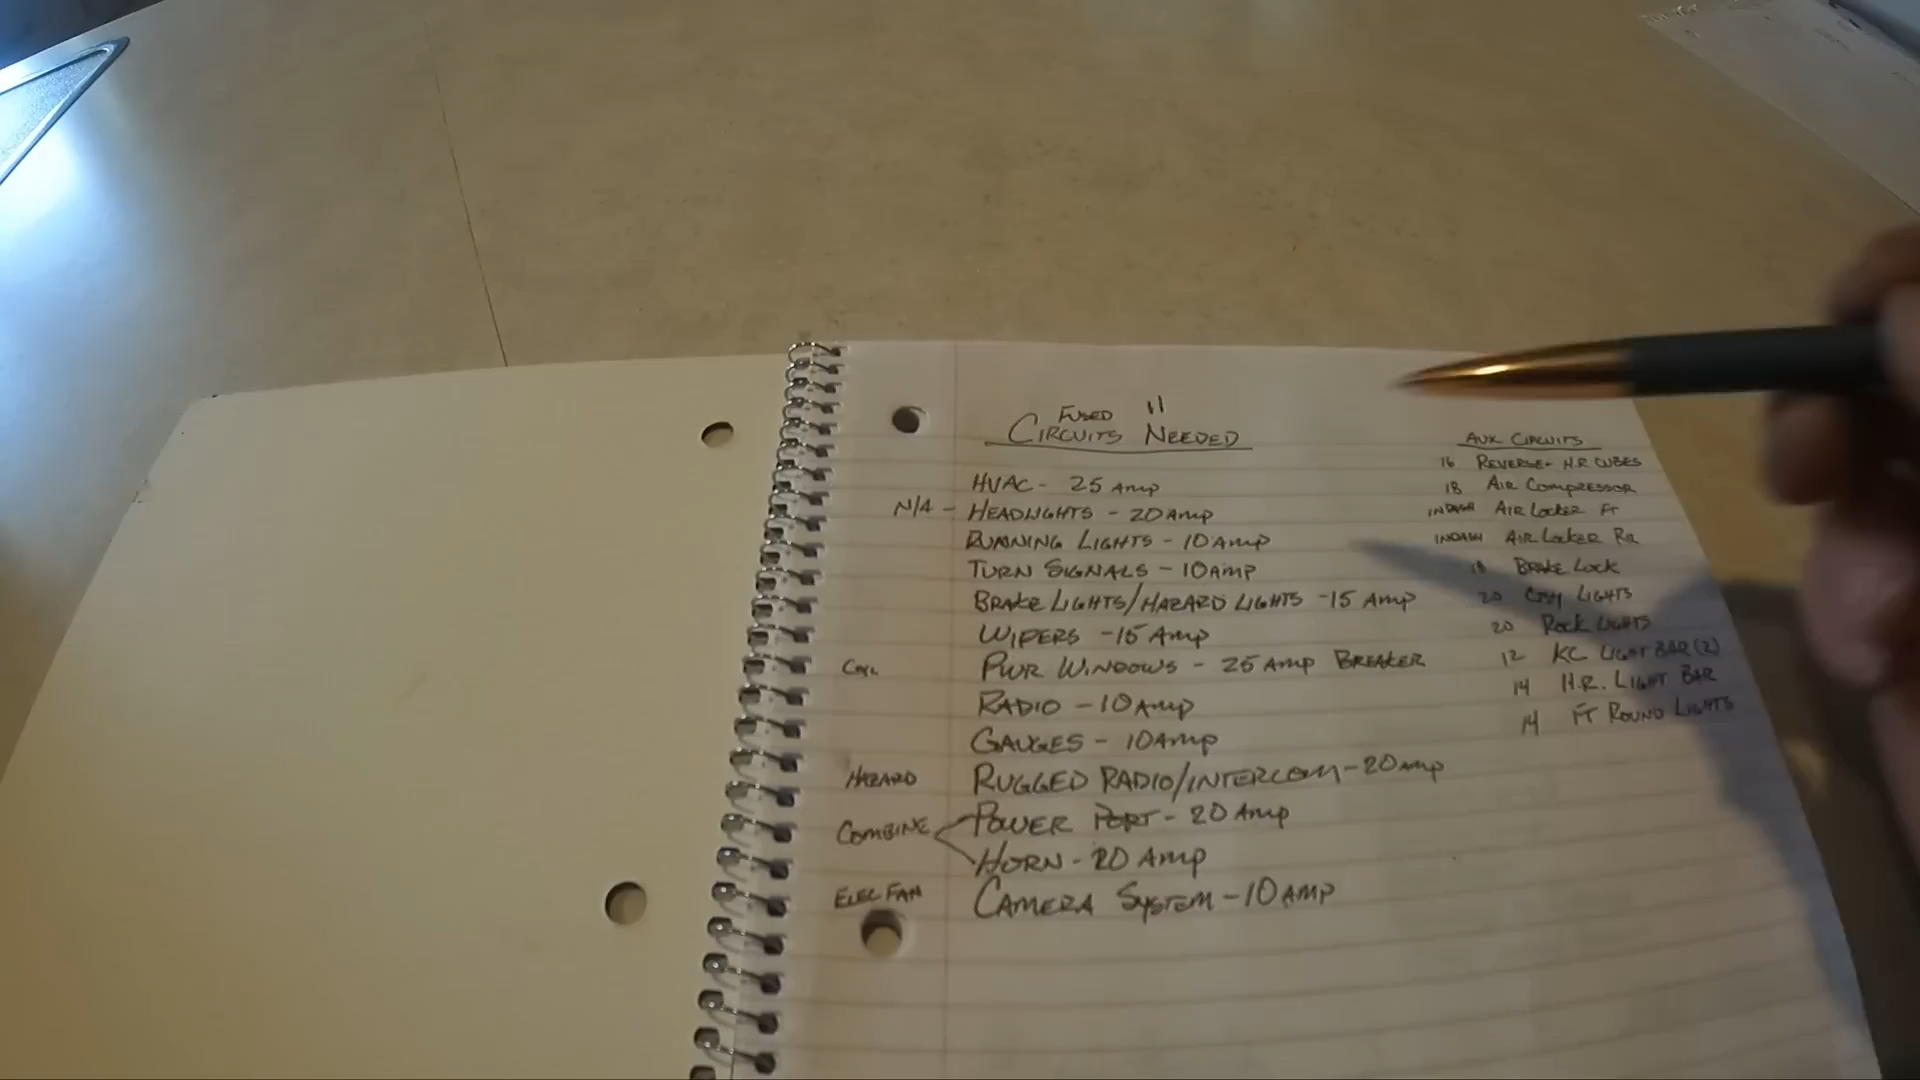 FUSED 11
CIRCUITS NEEDED
HVAC - 25 AMP
N/A - HEADLIGHTS - 20 AMP
RUNNING LIGHTS - 10 AMP
TURN SIGNALS - 10 AMP
BRAKE LIGHTS/HAZARD LIGHTS - 15 AMP
WIPERS - 15 AMP
PWR WINDOWS - 25 AMP BREAKER
RADIO - 10 AMP
GAUGES - 10 AMP
HAZARD RUGGED RADIO/INTERCOM - 20 AMP
COMBINE POWER PORT - 20 AMP
HORN - 20 AMP
ELEC FAN CAMERA SYSTEM - 10 AMP
AUX CIRCUITS
16 REVERSE - H.R CUBES
18 AIR COMPRESSOR
INDASH AIR LOCKER FT
INDASH AIR LOCKER RR
18 BRAKE LOCK
20 LIGHTS
20 ROCK LIGHTS
12 KC LIGHT BAR (2)
14 H.R. LIGHT BAR
14 FT ROUND LIGHTS